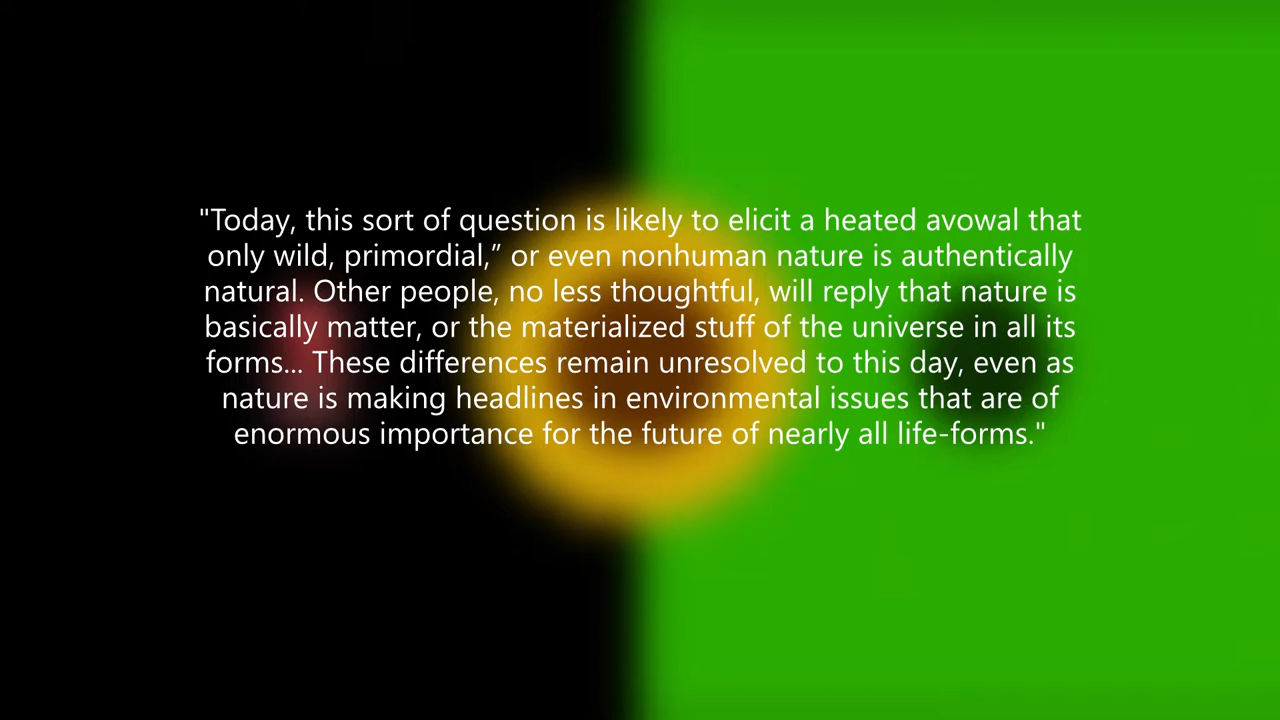 "Today, this sort of question is likely to elicit a heated avowal that
only wild, primordial,” or even nonhuman nature is authentically
natural. Other people, no less thoughtful, will reply that nature is
basically matter, or the materialized stuff of the universe in all its
forms... These differences remain unresolved to this day, even as
nature is making headlines in environmental issues that are of
enormous importance for the future of nearly all life-forms."